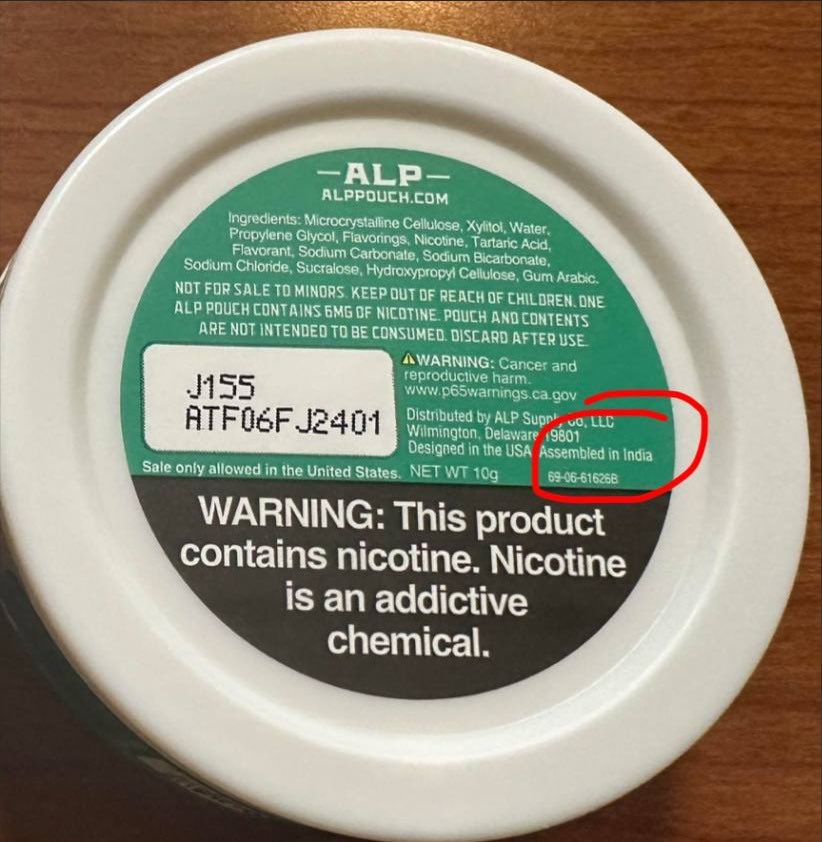 ALP
ALPPOUCH.COM
Ingredients: Microcrystalline Cellulose, Xylitol, Water,
Propylene Glycol, Flavorings, Nicotine, Tartaric Acid,
Flavorant, Sodium Carbonate, Sodium Bicarbonate,
Sodium Chloride, Sucralose, Hydroxypropyl Cellulose, Gum Arabic.
NOT FOR SALE TO MINORS. KEEP OUT OF REACH OF CHILDREN. ONE
ALP POUCH CONTAINS 6MG OF NICOTINE. POUCH AND CONTENTS
ARE NOT INTENDED TO BE CONSUMED. DISCARD AFTER USE.
J155
ATF06FJ2401
⚠WARNING: Cancer and
reproductive harm.
www.p65warnings.ca.gov
Distributed by ALP Supply Co, LLC
Wilmington, Delaware 19801
Designed in the USA Assembled in India
Sale only allowed in the United States. NET WT 10g
69-06-61626B
WARNING: This product
contains nicotine. Nicotine
is an addictive
chemical.